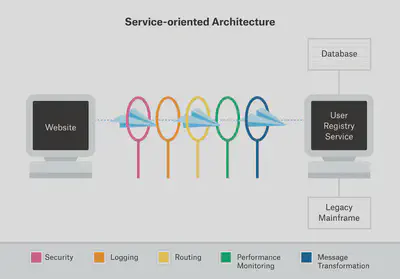 Service-oriented Architecture
Database
Website
User
Registry
Service
Legacy
Mainframe
Security
Logging
Routing
Performance
Monitoring
Message
Transformation